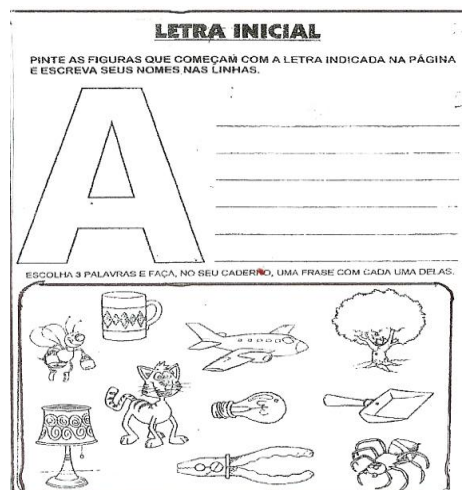 LETRA INICIAL
PINTE AS FIGURAS QUE COMEÇAM COM A LETRA INDICADA NA PÁGINA
E ESCREVA SEUS NOMES NAS LINHAS.
A
ESCOLHA 3 PALAVRAS E FAÇA, NO SEU CADERNO, UMA FRASE COM CADA UMA DELAS.